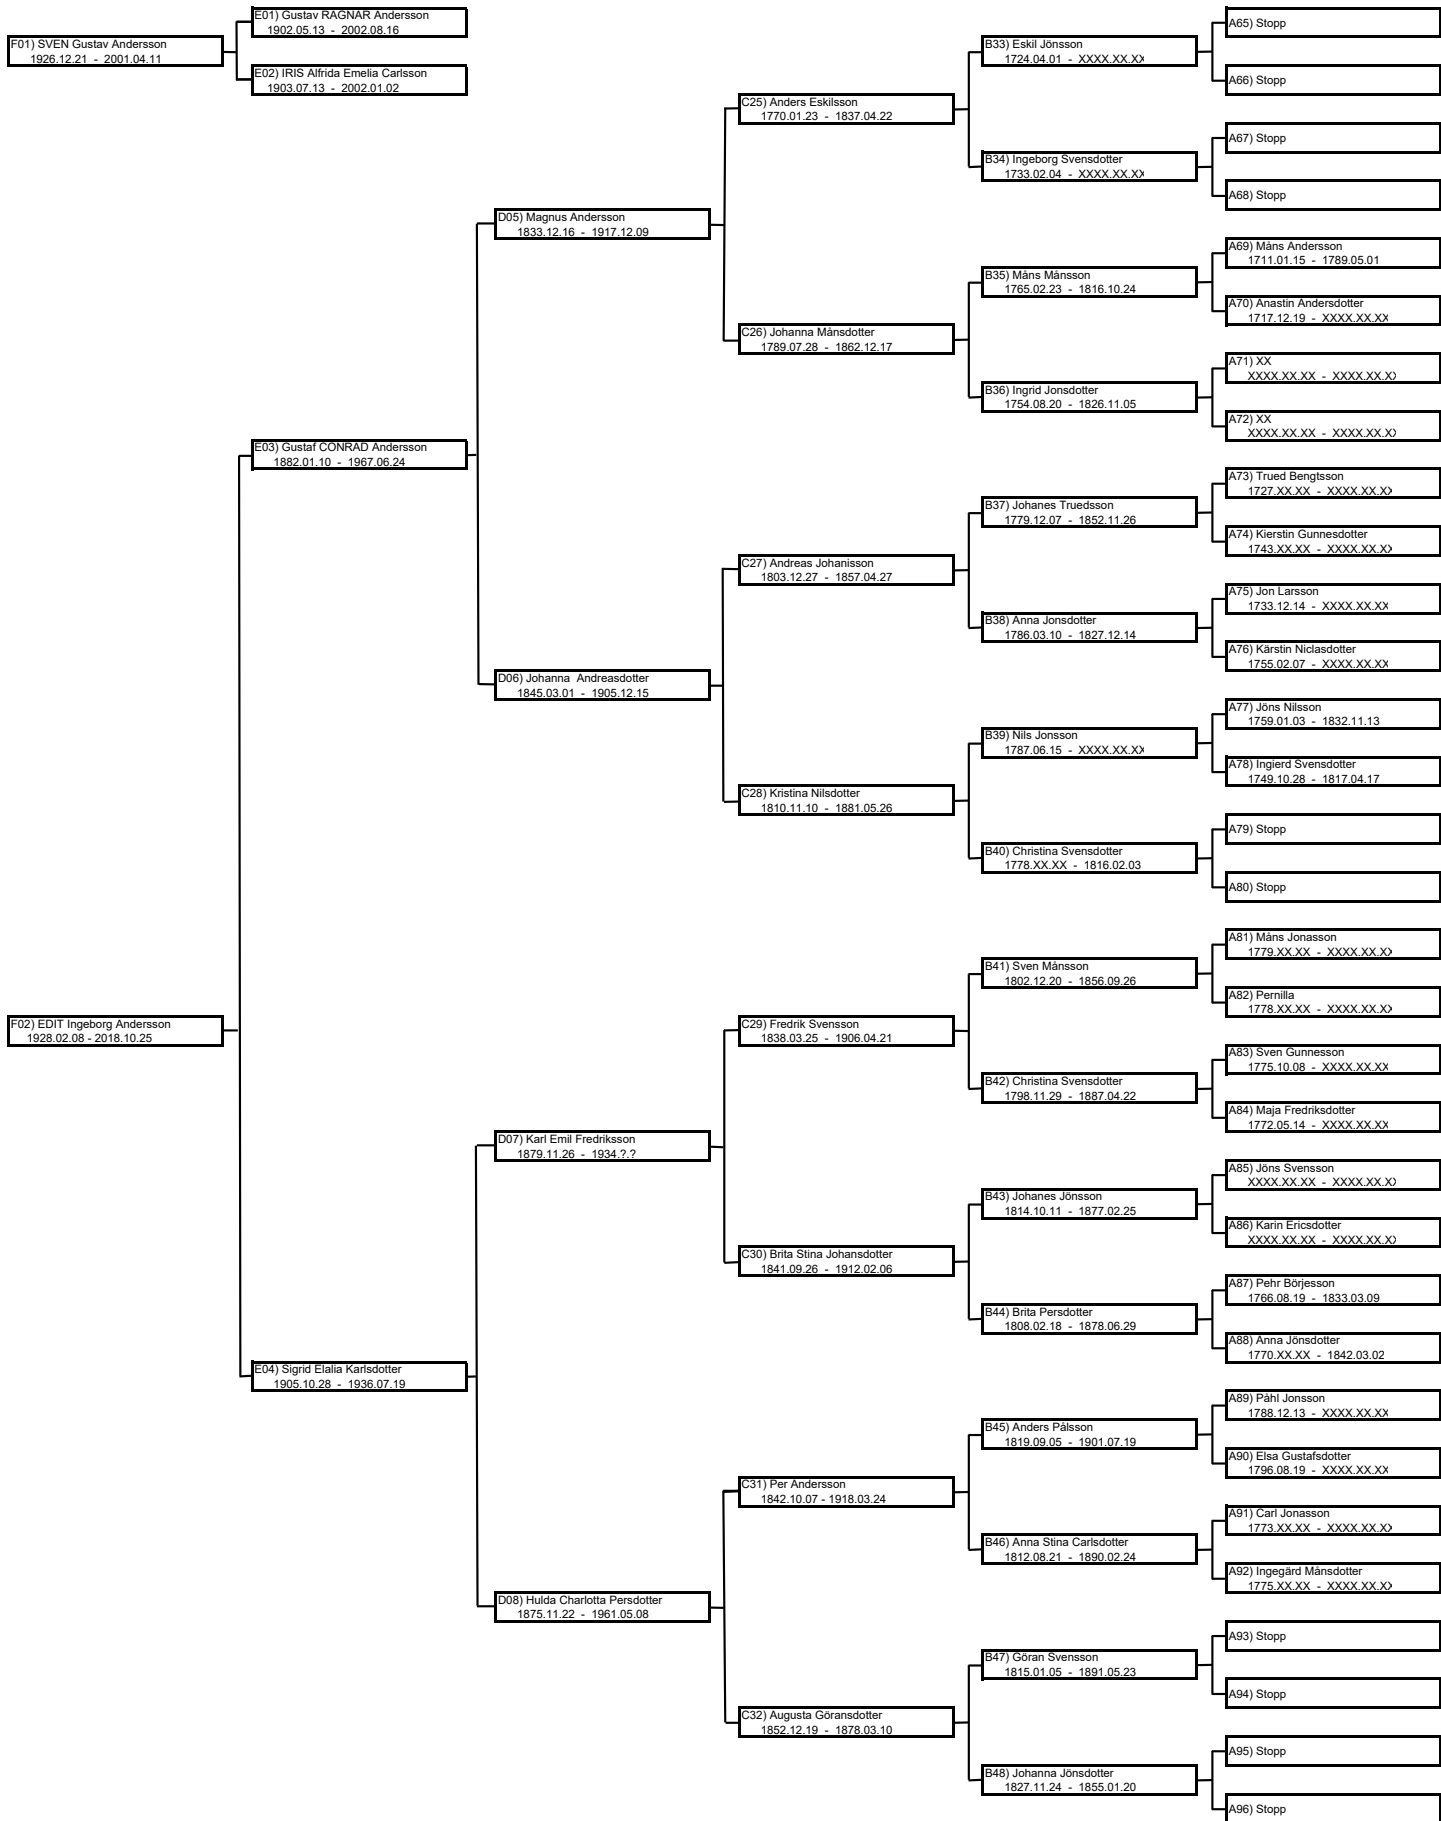 F01) SVEN Gustav Andersson
1926.12.21 - 2001.04.11
E01) Gustav RAGNAR Andersson
1902.05.13 - 2002.08.16
E02) IRIS Alfrida Emelia Carlsson
1903.07.13 - 2002.01.02
F02) EDIT Ingeborg Andersson
1928.02.08 - 2018.10.25
E03) Gustaf CONRAD Andersson
1882.01.10 - 1967.06.24
E04) Sigrid Elalia Karlsdotter
1905.10.28 - 1936.07.19
D05) Magnus Andersson
1833.12.16 - 1917.12.09
D06) Johanna Andreasdotter
1845.03.01 - 1905.12.15
D07) Karl Emil Fredriksson
1879.11.26 - 1934.?.?
D08) Hulda Charlotta Persdotter
1875.11.22 - 1961.05.08
C25) Anders Eskilsson
1770.01.23 - 1837.04.22
C26) Johanna Månsdotter
1789.07.28 - 1862.12.17
C27) Andreas Johanisson
1803.12.27 - 1857.04.27
C28) Kristina Nilsdotter
1810.11.10 - 1881.05.26
C29) Fredrik Svensson
1838.03.25 - 1906.04.21
C30) Brita Stina Johansdotter
1841.09.26 - 1912.02.06
C31) Per Andersson
1842.10.07 - 1918.03.24
C32) Augusta Göransdotter
1852.12.19 - 1878.03.10
B33) Eskil Jönsson
1724.04.01 - XXXX.XX.XX
B34) Ingeborg Svensdotter
1733.02.04 - XXXX.XX.XX
B35) Måns Månsson
1765.02.23 - 1816.10.24
B36) Ingrid Jonsdotter
1754.08.20 - 1826.11.05
B37) Johanes Truedsson
1779.12.07 - 1852.11.26
B38) Anna Jonsdotter
1786.03.10 - 1827.12.14
B39) Nils Jonsson
1787.06.15 - XXXX.XX.XX
B40) Christina Svensdotter
1778.XX.XX - 1816.02.03
B41) Sven Månsson
1802.12.20 - 1856.09.26
B42) Christina Svensdotter
1798.11.29 - 1887.04.22
B43) Johanes Jönsson
1814.10.11 - 1877.02.25
B44) Brita Persdotter
1808.02.18 - 1878.06.29
B45) Anders Pålsson
1819.09.05 - 1901.07.19
B46) Anna Stina Carlsdotter
1812.08.21 - 1890.02.24
B47) Göran Svensson
1815.01.05 - 1891.05.23
B48) Johanna Jönsdotter
1827.11.24 - 1855.01.20
A65) Stopp
A66) Stopp
A67) Stopp
A68) Stopp
A69) Måns Andersson
1711.01.15 - 1789.05.01
A70) Anastin Andersdotter
1717.12.19 - XXXX.XX.XX
A71) XX
XXXX.XX.XX - XXXX.XX.XX
A72) XX
XXXX.XX.XX - XXXX.XX.XX
A73) Trued Bengtsson
1727.XX.XX - XXXX.XX.XX
A74) Kierstin Gunnesdotter
1743.XX.XX - XXXX.XX.XX
A75) Jon Larsson
1733.12.14 - XXXX.XX.XX
A76) Kärstin Niclasdotter
1755.02.07 - XXXX.XX.XX
A77) Jöns Nilsson
1759.01.03 - 1832.11.13
A78) Ingierd Svensdotter
1749.10.28 - 1817.04.17
A79) Stopp
A80) Stopp
A81) Måns Jonasson
1779.XX.XX - XXXX.XX.XX
A82) Pernilla
1778.XX.XX - XXXX.XX.XX
A83) Sven Gunnesson
1775.10.08 - XXXX.XX.XX
A84) Maja Fredriksdotter
1772.05.14 - XXXX.XX.XX
A85) Jöns Svensson
XXXX.XX.XX - XXXX.XX.XX
A86) Karin Ericsdotter
XXXX.XX.XX - XXXX.XX.XX
A87) Pehr Börjesson
1766.08.19 - 1833.03.09
A88) Anna Jönsdotter
1770.XX.XX - 1842.03.02
A89) Påhl Jonsson
1788.12.13 - XXXX.XX.XX
A90) Elsa Gustafsdotter
1796.08.19 - XXXX.XX.XX
A91) Carl Jonasson
1773.XX.XX - XXXX.XX.XX
A92) Ingegärd Månsdotter
1775.XX.XX - XXXX.XX.XX
A93) Stopp
A94) Stopp
A95) Stopp
A96) Stopp